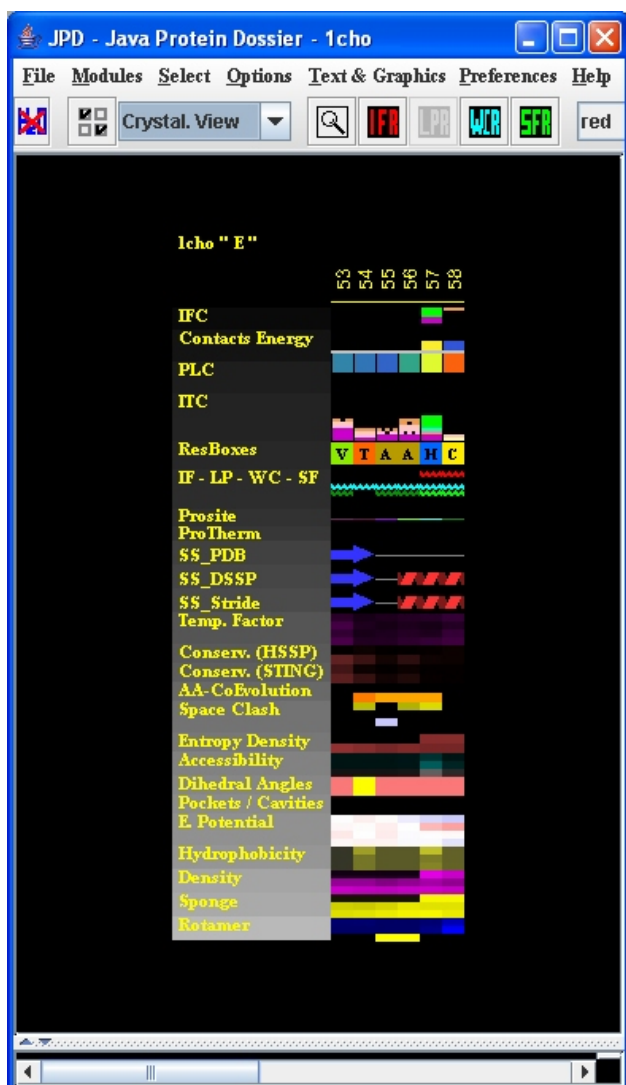 JPD - Java Protein Dossier - 1cho
File Modules Select Options Text & Graphics Preferences Help
Crystal. View IFR LPR WCR SFR red
1cho " E "
53 54 55 56 57 58
IFC
Contacts Energy
PLC
ITC
ResBoxes V T A A H C
IF - LP - WC - SF
Prosite
ProTherm
SS_PDB
SS_DSSP
SS_Stride
Temp. Factor
Conserv. (HSSP)
Conserv. (STING)
AA-CoEvolution
Space Clash
Entropy Density
Accessibility
Dihedral Angles
Pockets / Cavities
E. Potential
Hydrophobicity
Density
Sponge
Rotamer